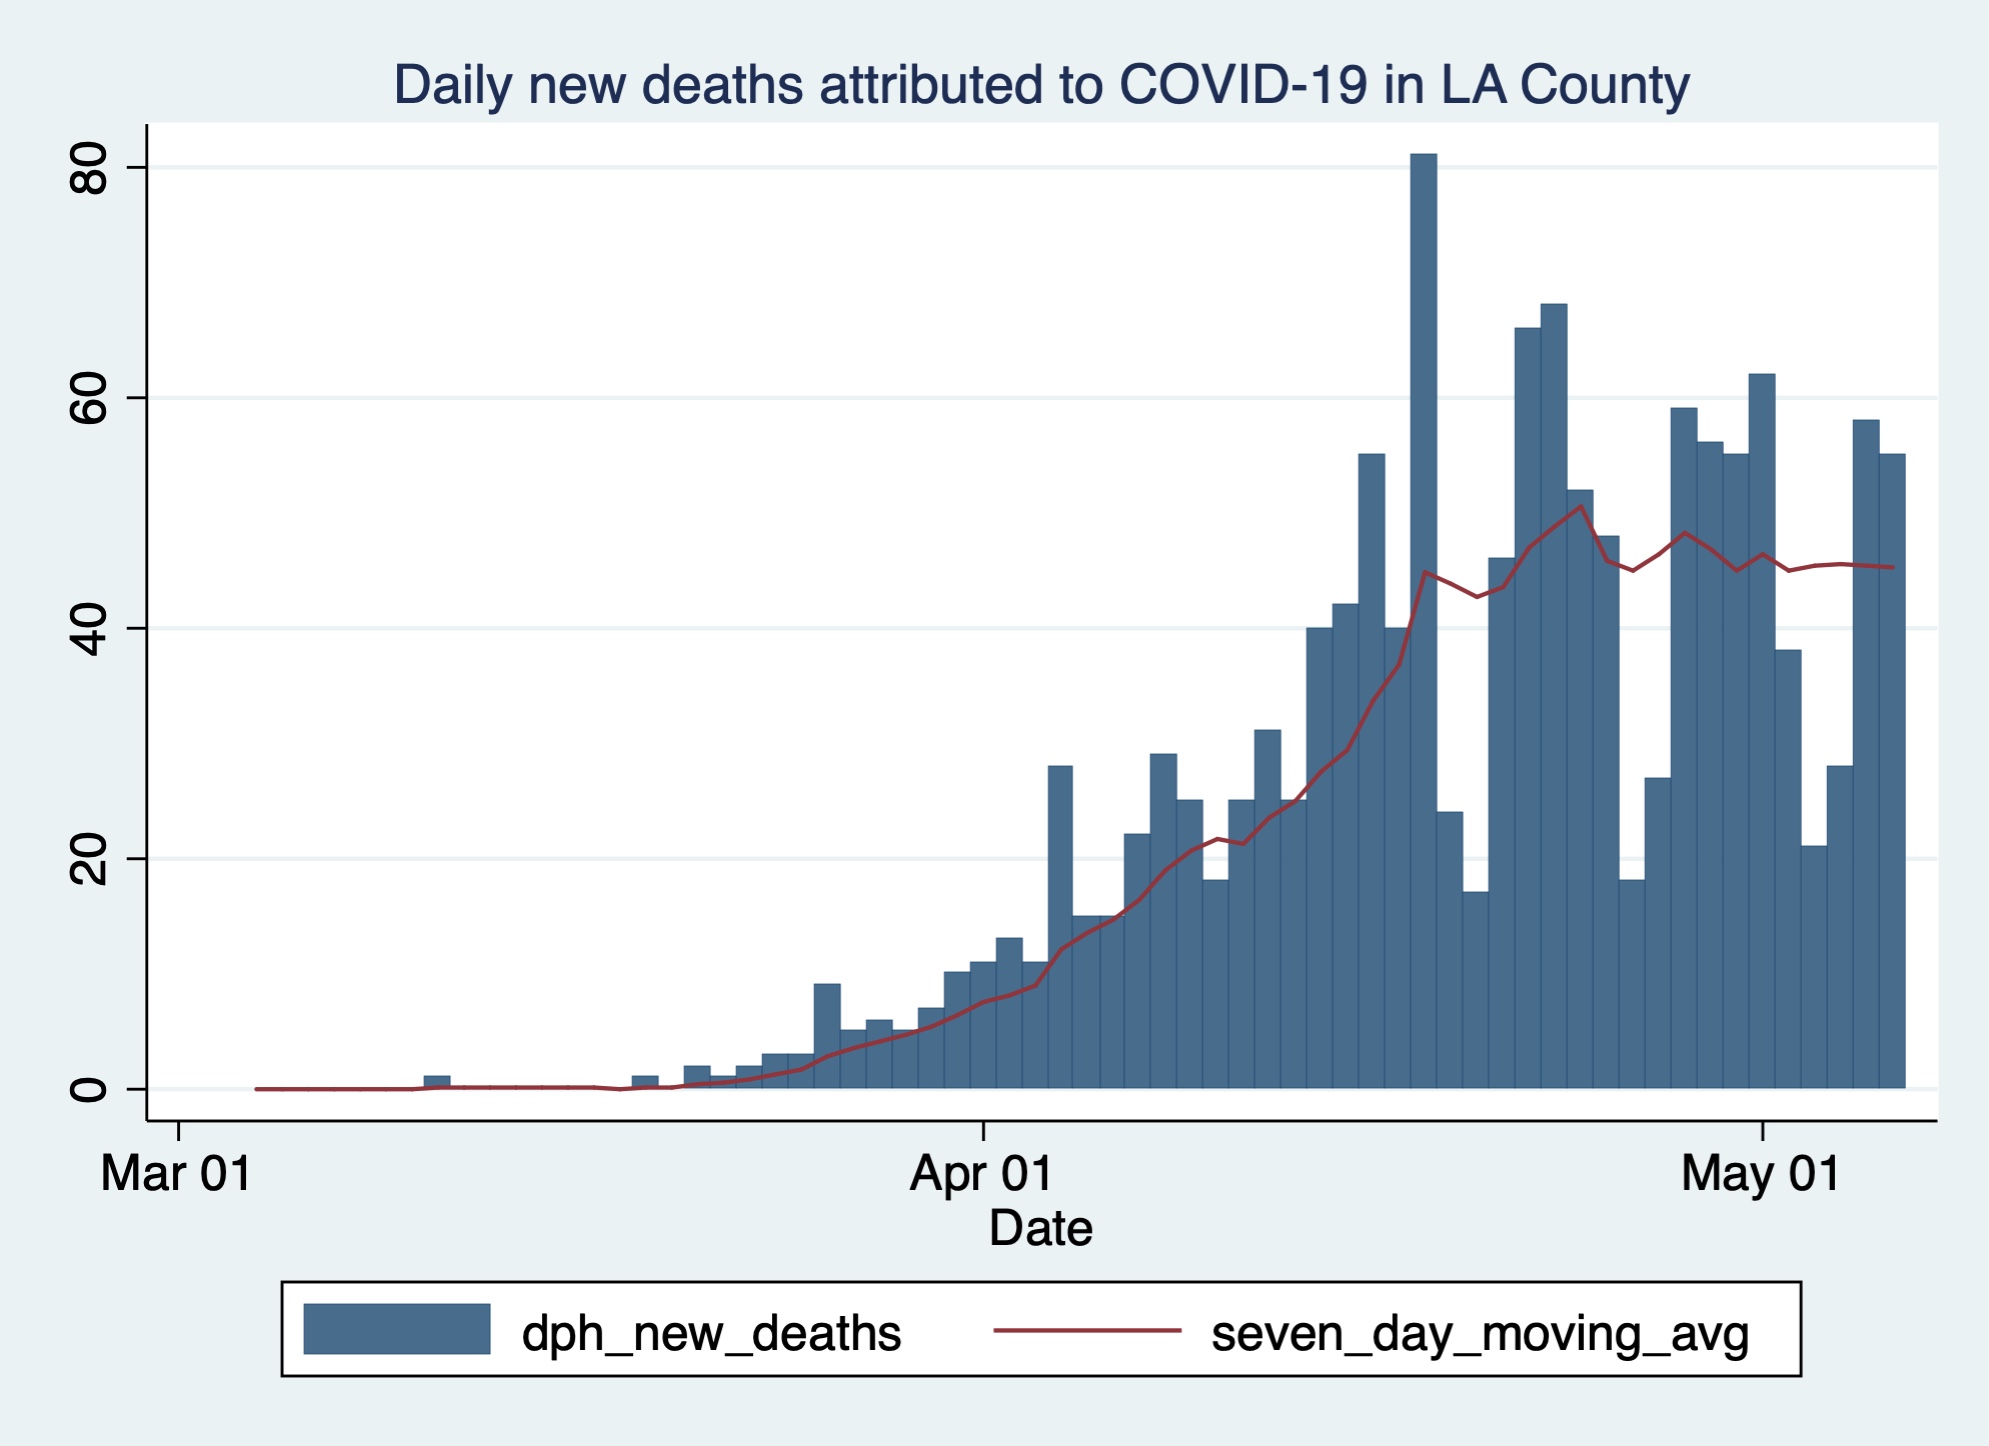 Daily new deaths attributed to COVID-19 in LA County
80
60
40
20
0
Mar 01 Apr 01 May 01
Date
dph_new_deaths seven_day_moving_avg